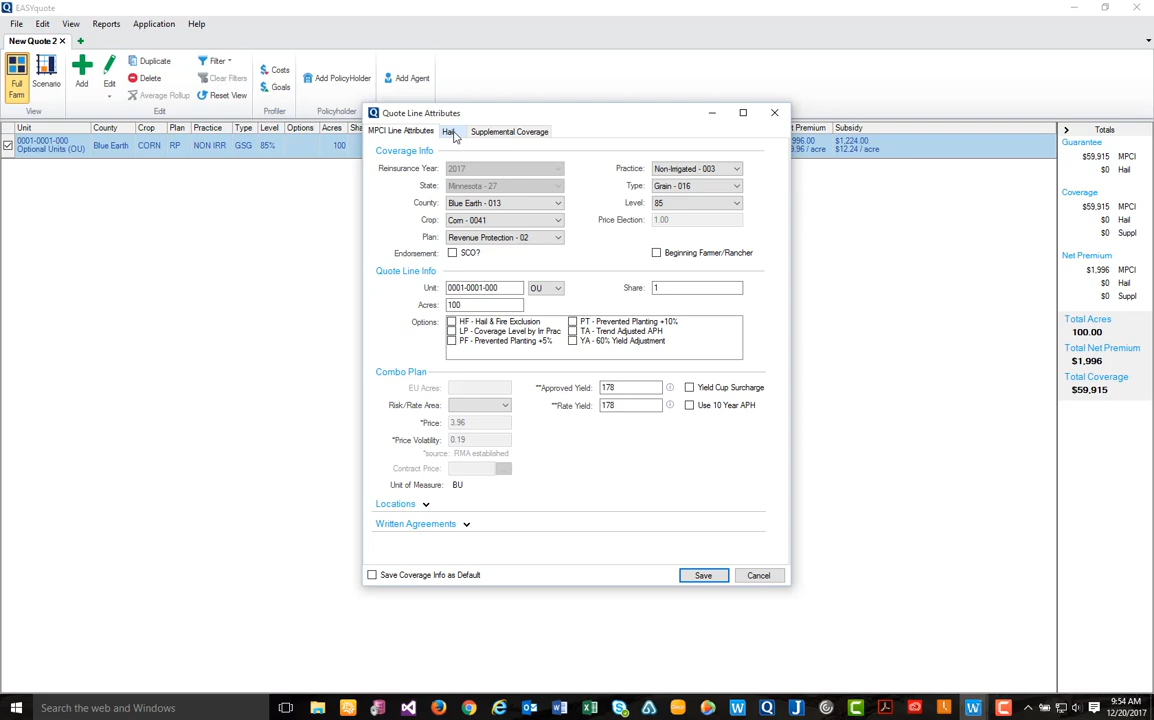 EASYquote
File Edit View Reports Application Help
New Quote 2
Full Farm
Scenario
View
Add
Edit
Duplicate
Delete
Average Rollup
Edit
Filter
Clear Filters
Reset View
Costs
Goals
Profiler
Add PolicyHolder
Policyholder
Add Agent
Unit County Crop Plan Practice Type Level Options Acres Premium Subsidy
0001-0001-000
Optional Units (OU) Blue Earth CORN RP NON IRR GSG 85% 100
$1,224.00
$12.24 / acre
Quote Line Attributes
MPCI Line Attributes Hail Supplemental Coverage
Coverage Info
Reinsurance Year: 2017 Practice: Non-Irrigated - 003
State: Minnesota - 27 Type: Grain - 016
County: Blue Earth - 013 Level: 85
Crop: Corn - 0041 Price Election: 1.00
Plan: Revenue Protection - 02
Endorsement: SCO? Beginning Farmer/Rancher
Quote Line Info
Unit: 0001-0001-000 OU Share: 1
Acres: 100
Options: HF - Hail & Fire Exclusion PT - Prevented Planting +10%
LP - Coverage Level by Irr Prac TA - Trend Adjusted APH
PF - Prevented Planting +5% YA - 60% Yield Adjustment
Combo Plan
EU Acres: **Approved Yield: 178 Yield Cup Surcharge
Risk/Rate Area: **Rate Yield: 178 Use 10 Year APH
*Price: 3.96
*Price Volatility: 0.19
*source: RMA established
Contract Price:
Unit of Measure: BU
Locations
Written Agreements
Save Coverage Info as Default Save Cancel
Totals
Guarantee
$59,915 MPCI
$0 Hail
Coverage
$59,915 MPCI
$0 Hail
$0 Suppl
Net Premium
$1,996 MPCI
$0 Hail
$0 Suppl
Total Acres
100.00
Total Net Premium
$1,996
Total Coverage
$59,915
Search the web and Windows
9:54 AM
12/20/2017